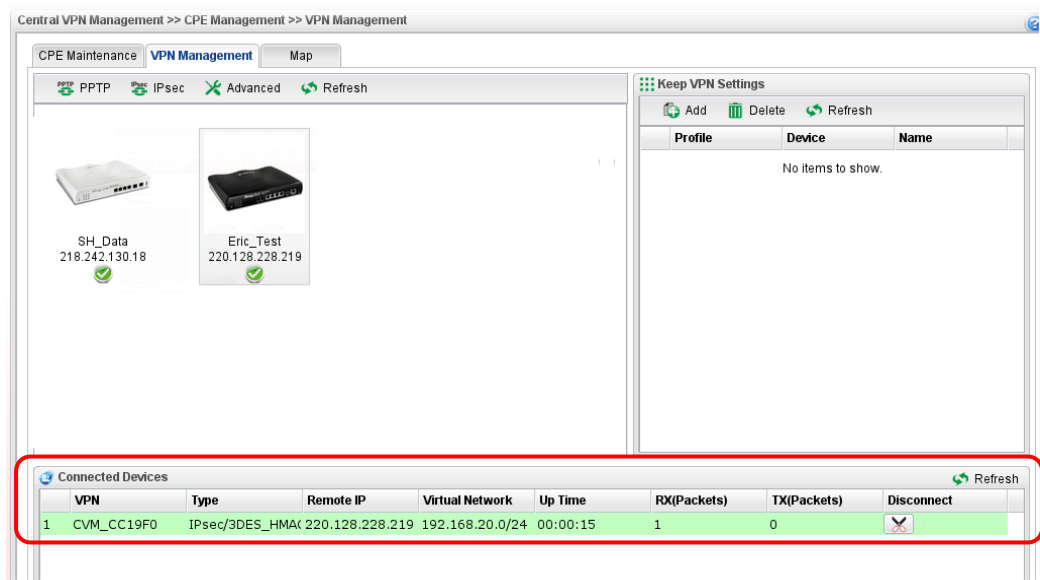 Central VPN Management >> CPE Management >> VPN Management
CPE Maintenance VPN Management Map
PPTP IPsec Advanced Refresh
Keep VPN Settings
Add Delete Refresh
Profile Device Name
No items to show.
SH_Data Eric_Test
218.242.130.18 220.128.228.219
Connected Devices Refresh
VPN Type Remote IP Virtual Network Up Time RX(Packets) TX(Packets) Disconnect
1 CVM_CC19F0 IPsec/3DES_HMA( 220.128.228.219 192.168.20.0/24 00:00:15 1 0